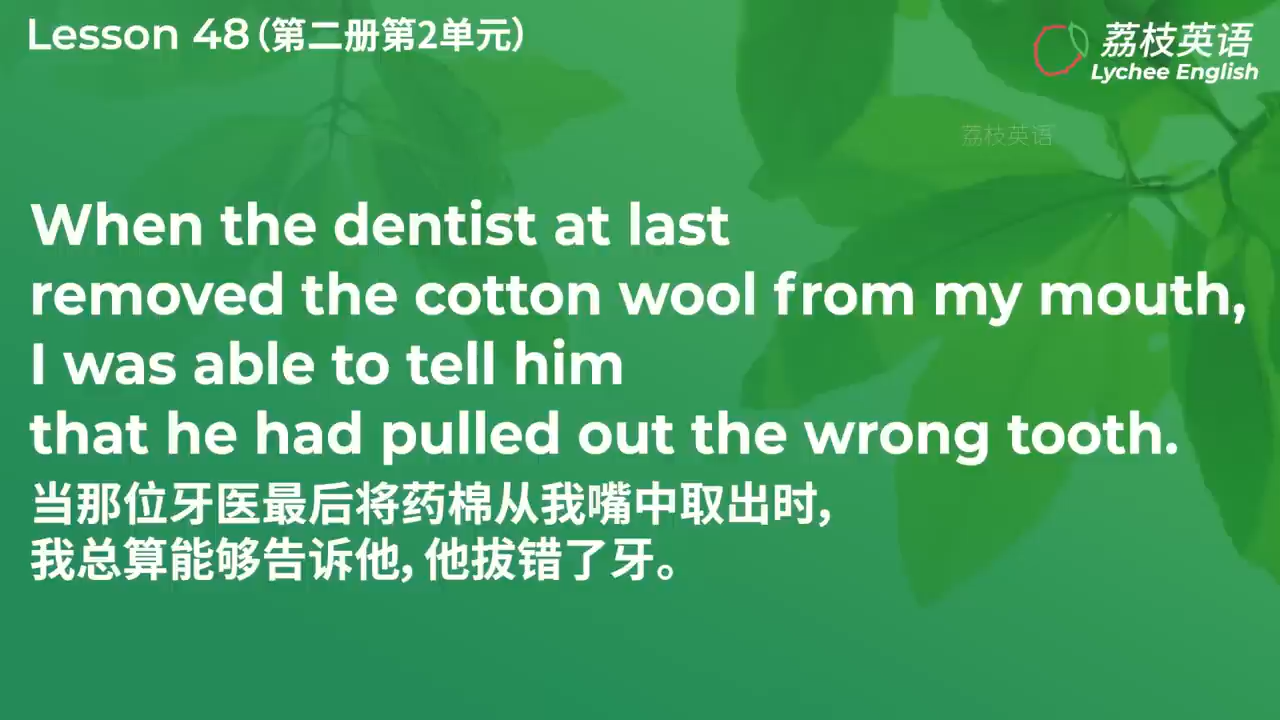 Lesson 48(第二册第2单元)
荔枝英语
Lychee English
荔枝英语
When the dentist at last
removed the cotton wool from my mouth,
I was able to tell him
that he had pulled out the wrong tooth.
当那位牙医最后将药棉从我嘴中取出时,
我总算能够告诉他, 他拔错了牙。